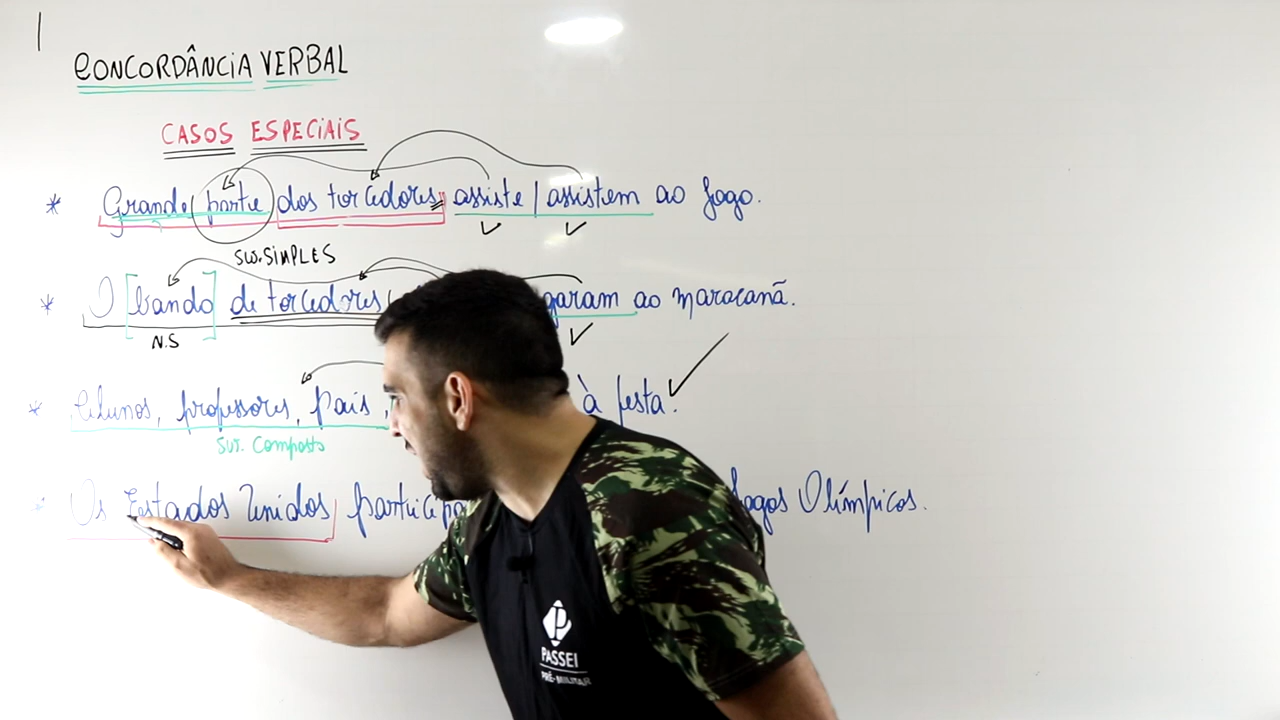 CONCORDÂNCIA VERBAL
CASOS ESPECIAIS
* Grande parte dos torcedores assiste / assistem ao jogo.
SUJ. SIMPLES
* O bando de torcedores garam ao maracanã.
N.S
* Alunos, professores, pais, à festa.
SUJ. Composto
* Os Estados Unidos participa jogos Olímpicos.
PASSEI
PRÉ-MILITAR